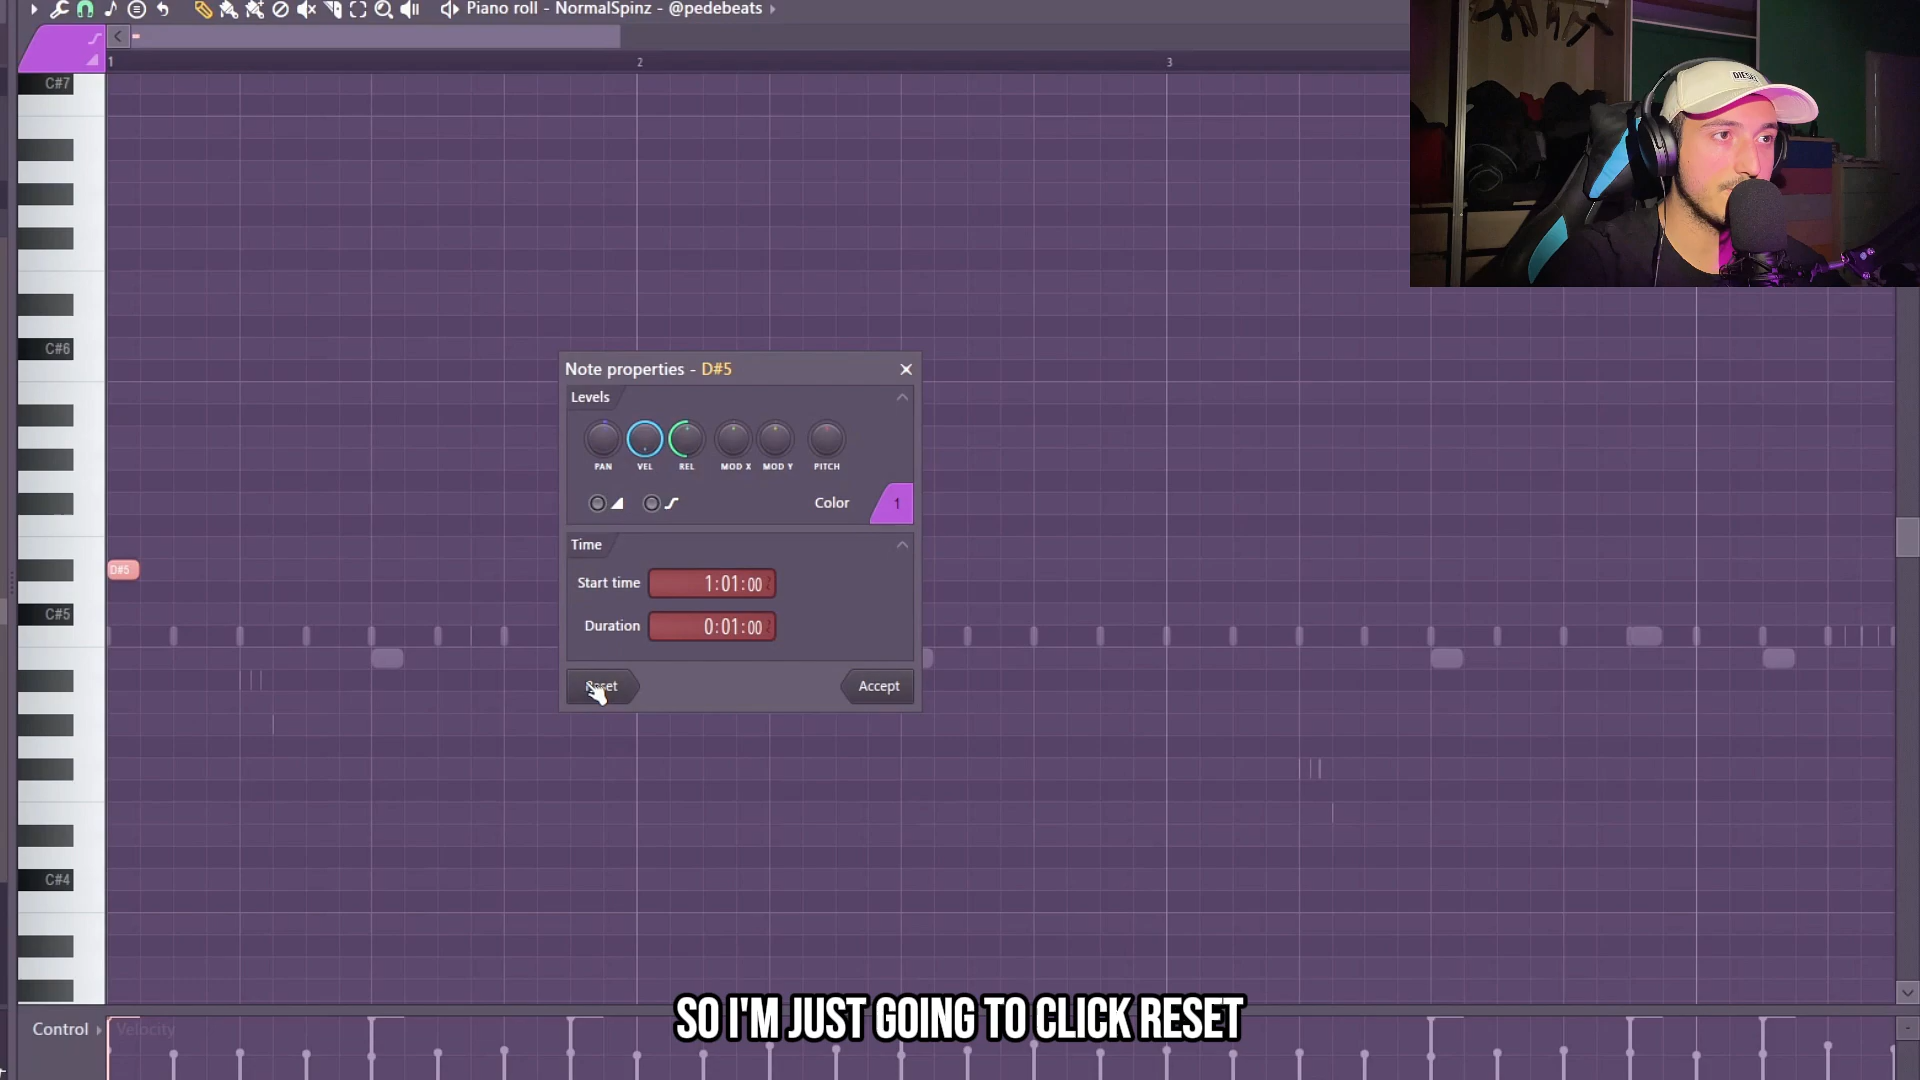 Piano roll - NormalSpinz - @pedebeats
1 2 3
C#7
DIESEL
C#6
Note properties - D#5
Levels
PAN VEL REL MOD X MOD Y PITCH
Color 1
Time
D#5
Start time 1:01:00
C#5
Duration 0:01:00
Reset Accept
C#4
SO I'M JUST GOING TO CLICK RESET
Control Velocity